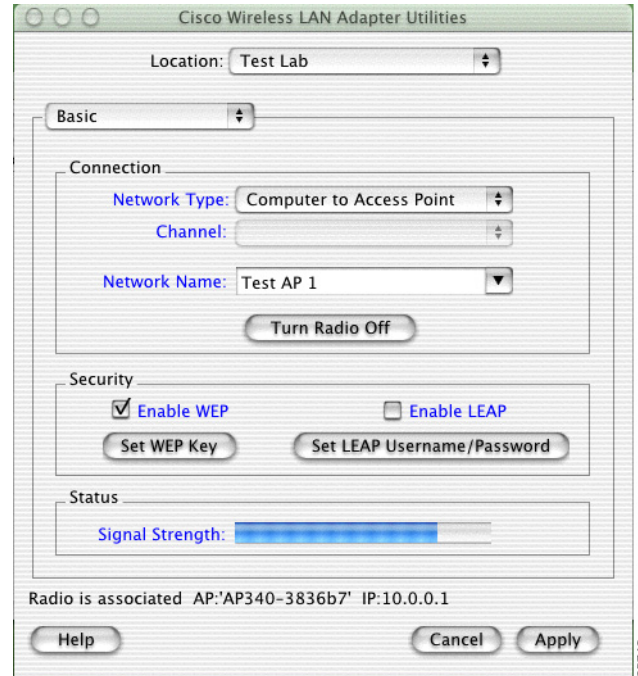 Cisco Wireless LAN Adapter Utilities
Location: Test Lab
Basic
Connection
Network Type: Computer to Access Point
Channel:
Network Name: Test AP 1
Turn Radio Off
Security
Enable WEP Enable LEAP
Set WEP Key Set LEAP Username/Password
Status
Signal Strength:
Radio is associated AP:'AP340-3836b7' IP:10.0.0.1
Help Cancel Apply